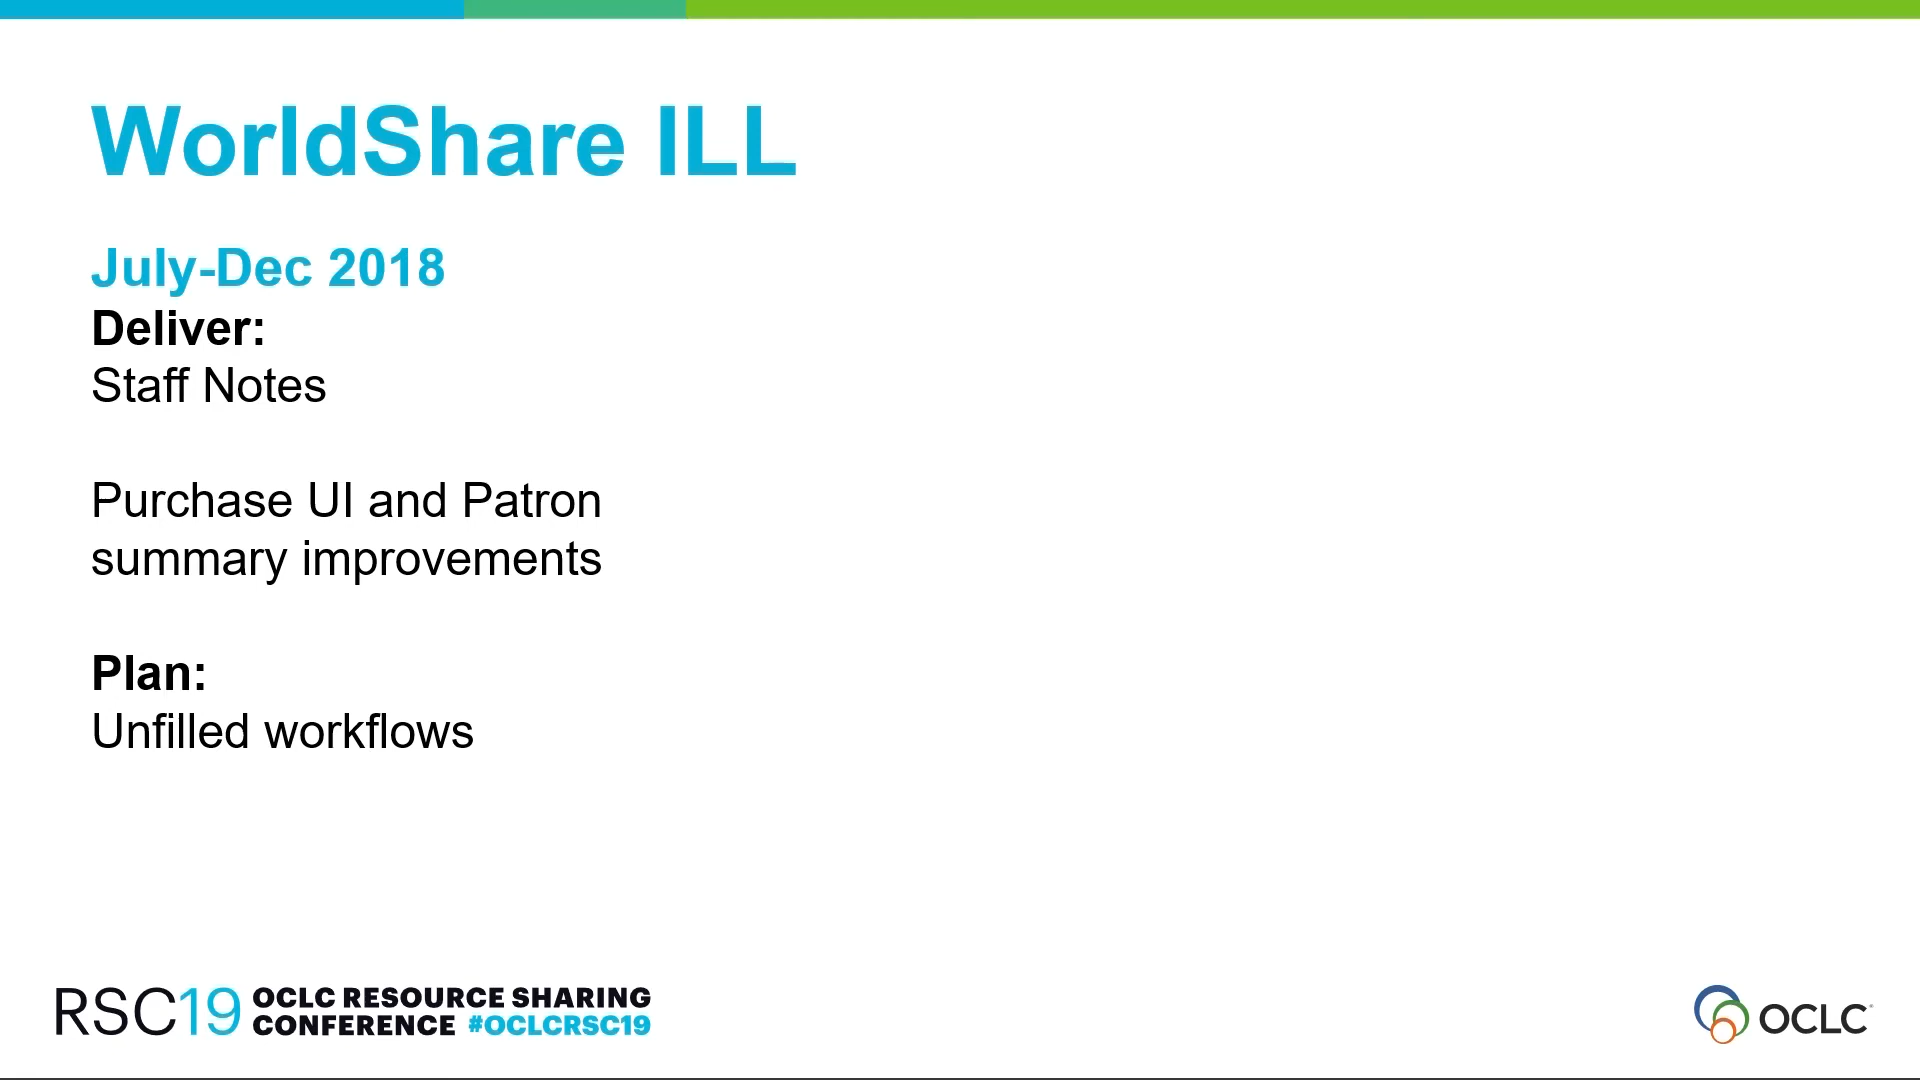 WorldShare ILL
July-Dec 2018
Deliver:
Staff Notes
Purchase UI and Patron
summary improvements
Plan:
Unfilled workflows
RSC19 OCLC RESOURCE SHARING
CONFERENCE #OCLCRSC19
OCLC